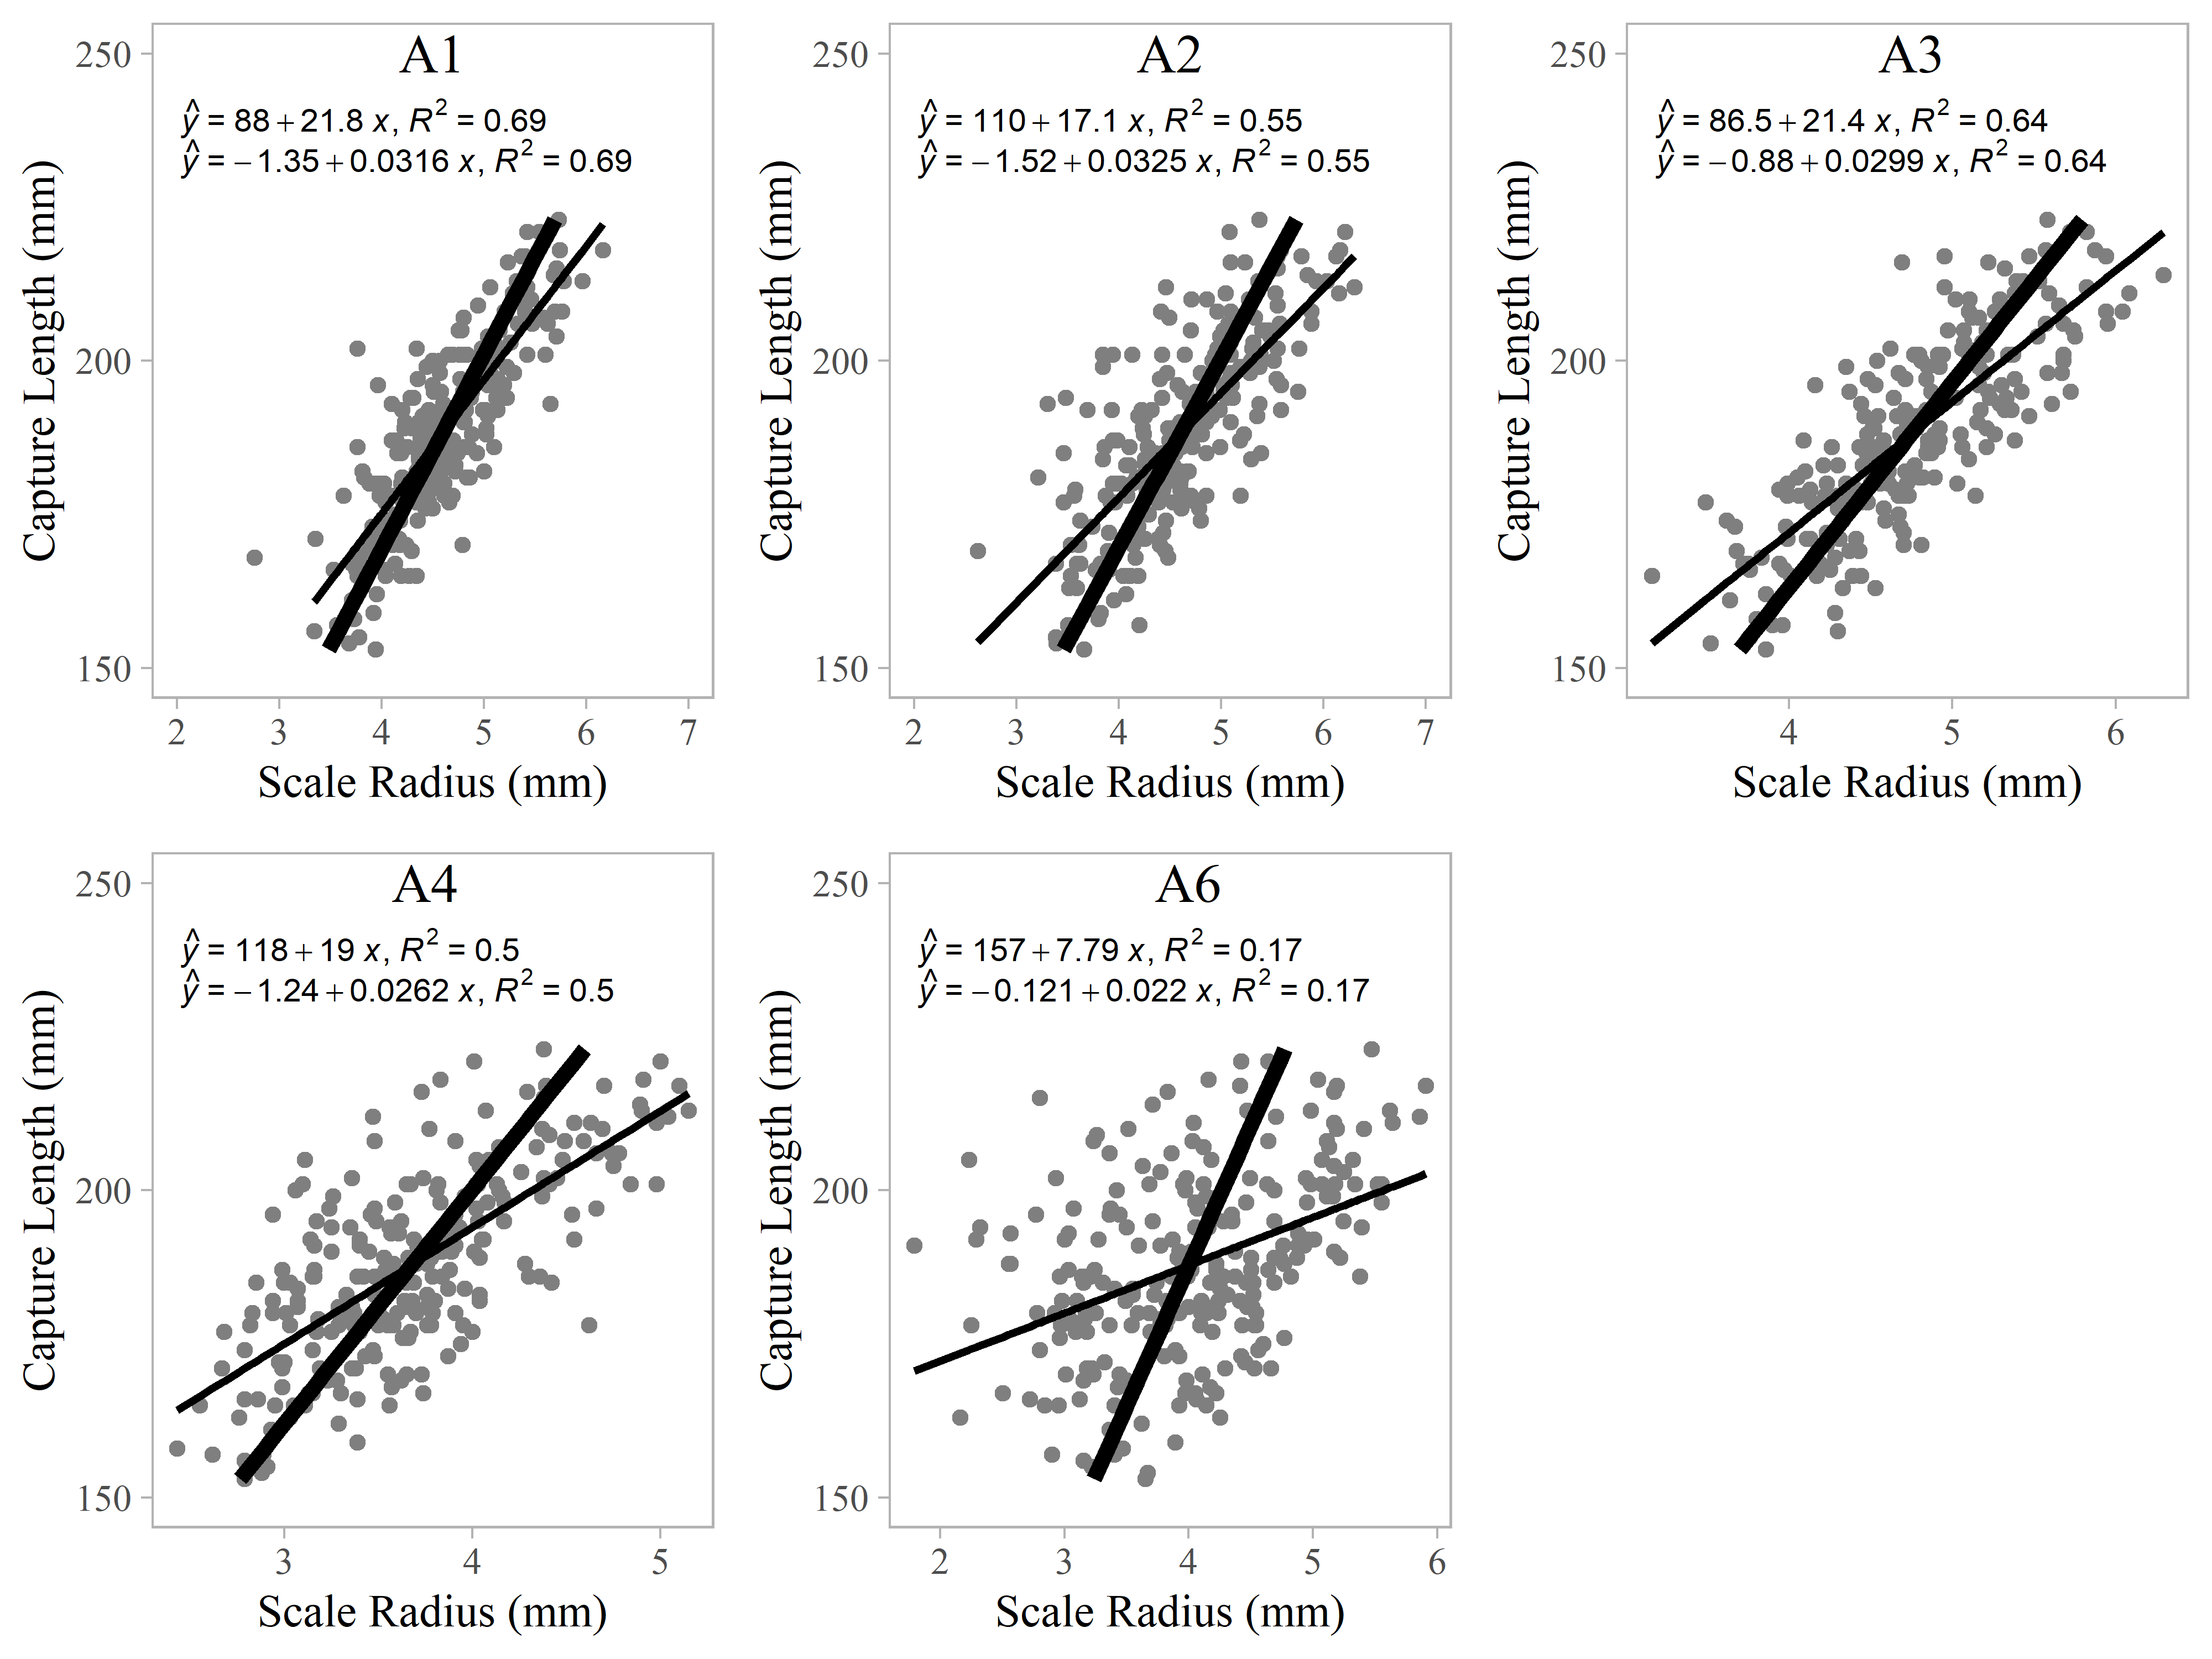 A1
ŷ = 88 + 21.8 x, R² = 0.69
ŷ = −1.35 + 0.0316 x, R² = 0.69
250
200
150
Capture Length (mm)
2 3 4 5 6 7
Scale Radius (mm)
A2
ŷ = 110 + 17.1 x, R² = 0.55
ŷ = −1.52 + 0.0325 x, R² = 0.55
250
200
150
Capture Length (mm)
2 3 4 5 6 7
Scale Radius (mm)
A3
ŷ = 86.5 + 21.4 x, R² = 0.64
ŷ = −0.88 + 0.0299 x, R² = 0.64
250
200
150
Capture Length (mm)
4 5 6
Scale Radius (mm)
A4
ŷ = 118 + 19 x, R² = 0.5
ŷ = −1.24 + 0.0262 x, R² = 0.5
250
200
150
Capture Length (mm)
3 4 5
Scale Radius (mm)
A6
ŷ = 157 + 7.79 x, R² = 0.17
ŷ = −0.121 + 0.022 x, R² = 0.17
250
200
150
Capture Length (mm)
2 3 4 5 6
Scale Radius (mm)